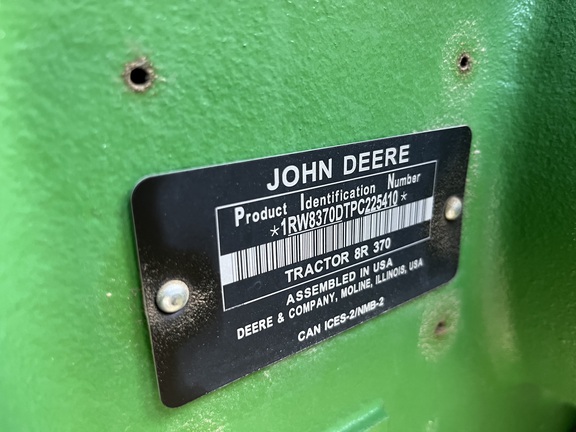 JOHN DEERE
Product Identification Number
*1RW8370DTPC225410*
TRACTOR 8R 370
ASSEMBLED IN USA
DEERE & COMPANY, MOLINE, ILLINOIS, USA
CAN ICES-2/NMB-2